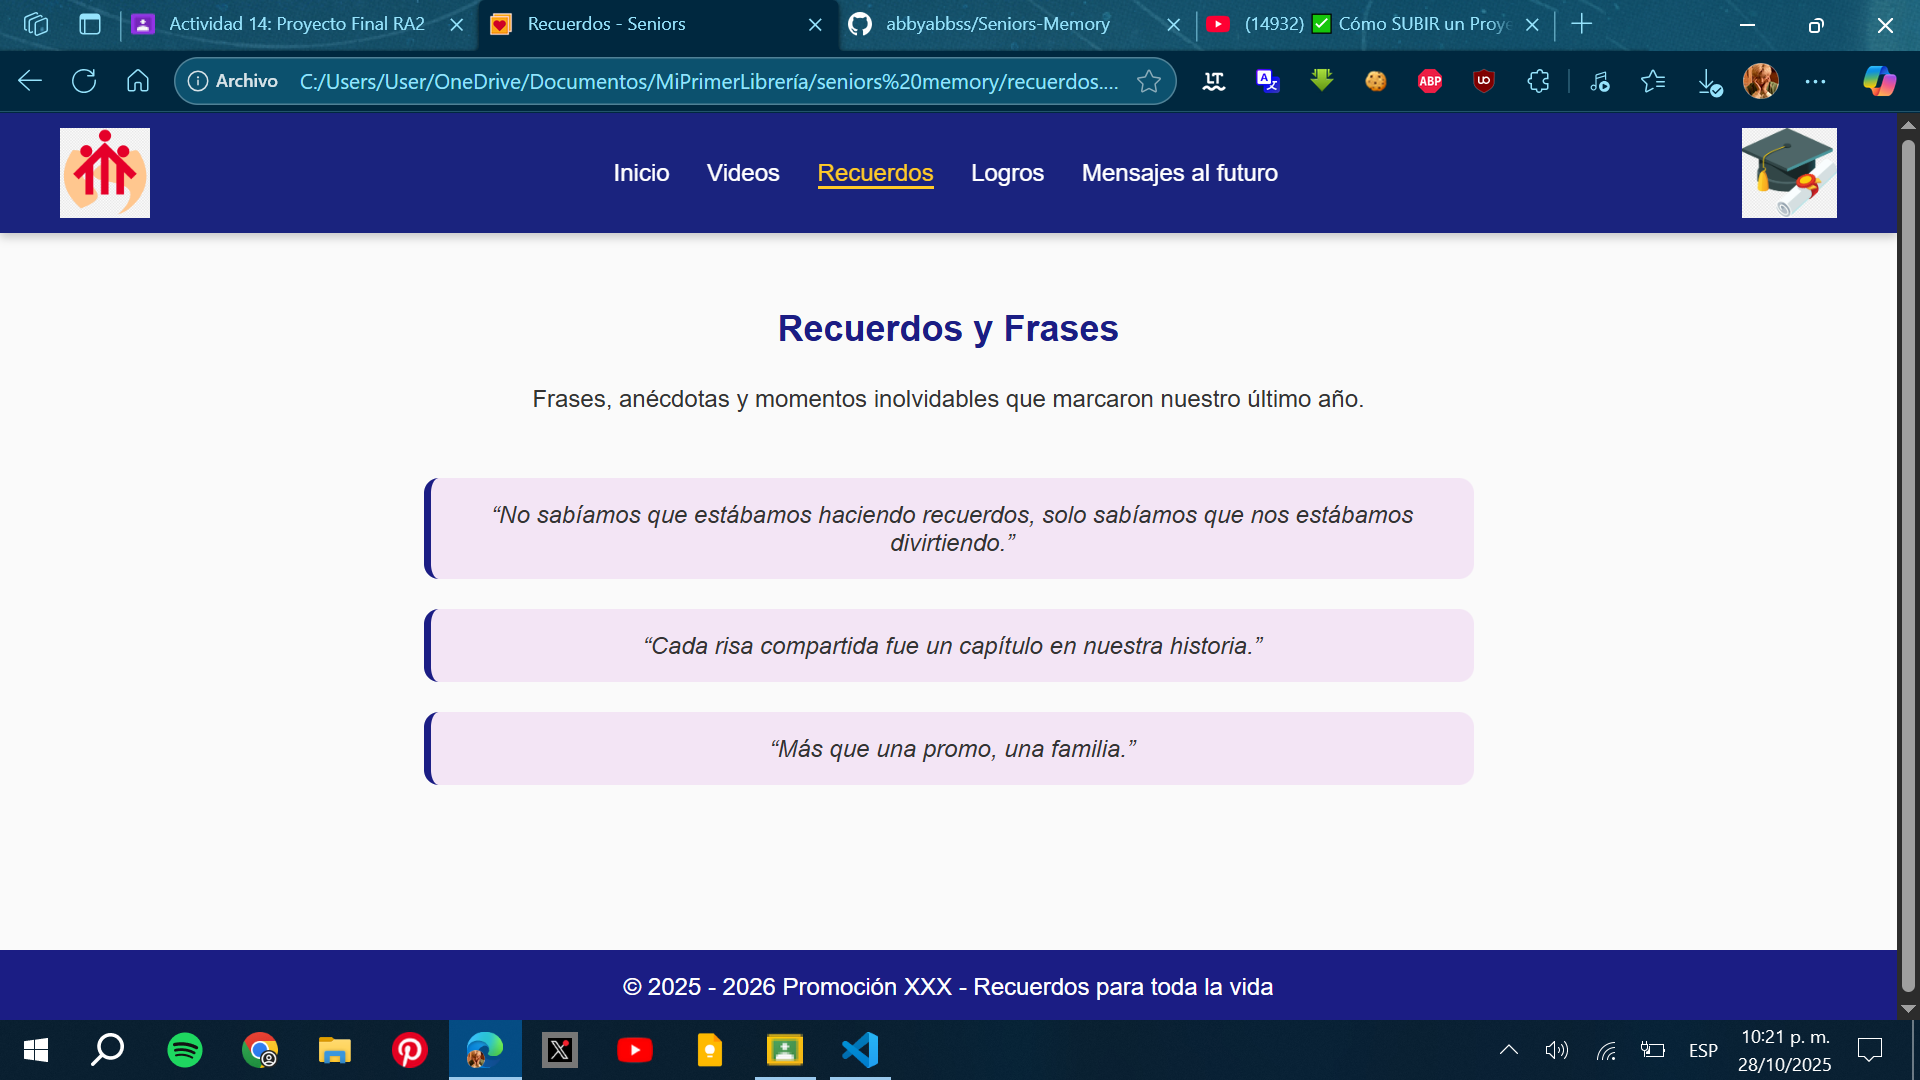 Actividad 14: Proyecto Final RA2
Recuerdos - Seniors
abbyabbss/Seniors-Memory
(14932) ✅ Cómo SUBIR un Proye
Archivo
C:/Users/User/OneDrive/Documentos/MiPrimerLibrería/seniors%20memory/recuerdos....
LT
ABP
UO
Inicio
Videos
Recuerdos
Logros
Mensajes al futuro
Recuerdos y Frases
Frases, anécdotas y momentos inolvidables que marcaron nuestro último año.
“No sabíamos que estábamos haciendo recuerdos, solo sabíamos que nos estábamos
divirtiendo.”
“Cada risa compartida fue un capítulo en nuestra historia.”
“Más que una promo, una familia.”
© 2025 - 2026 Promoción XXX - Recuerdos para toda la vida
ESP
10:21 p. m.
28/10/2025